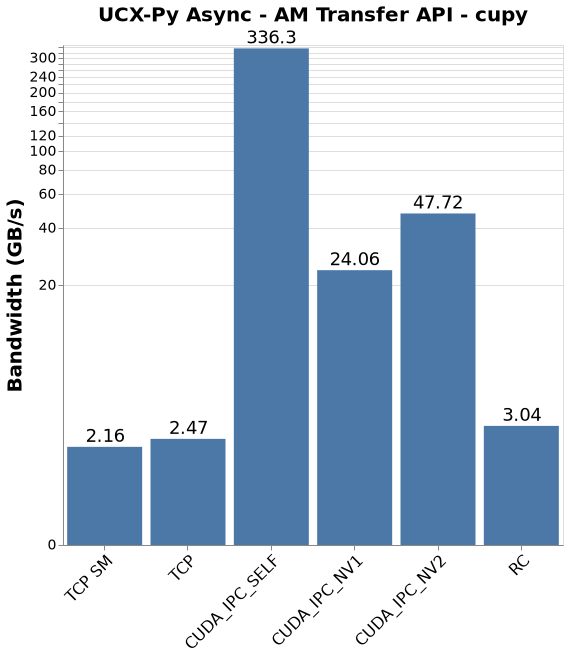 UCX-Py Async - AM Transfer API - cupy
Bandwidth (GB/s)
300
240
200
160
120
100
80
60
40
20
0
2.16
2.47
336.3
24.06
47.72
3.04
TCP SM
TCP
CUDA_IPC_SELF
CUDA_IPC_NV1
CUDA_IPC_NV2
RC